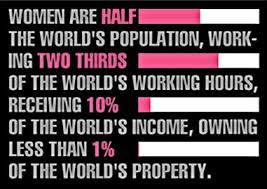 WOMEN ARE HALF
THE WORLD'S POPULATION, WORK-
ING TWO THIRDS
OF THE WORLD'S WORKING HOURS,
RECEIVING 10%
OF THE WORLD'S INCOME, OWNING
LESS THAN 1%
OF THE WORLD'S PROPERTY.